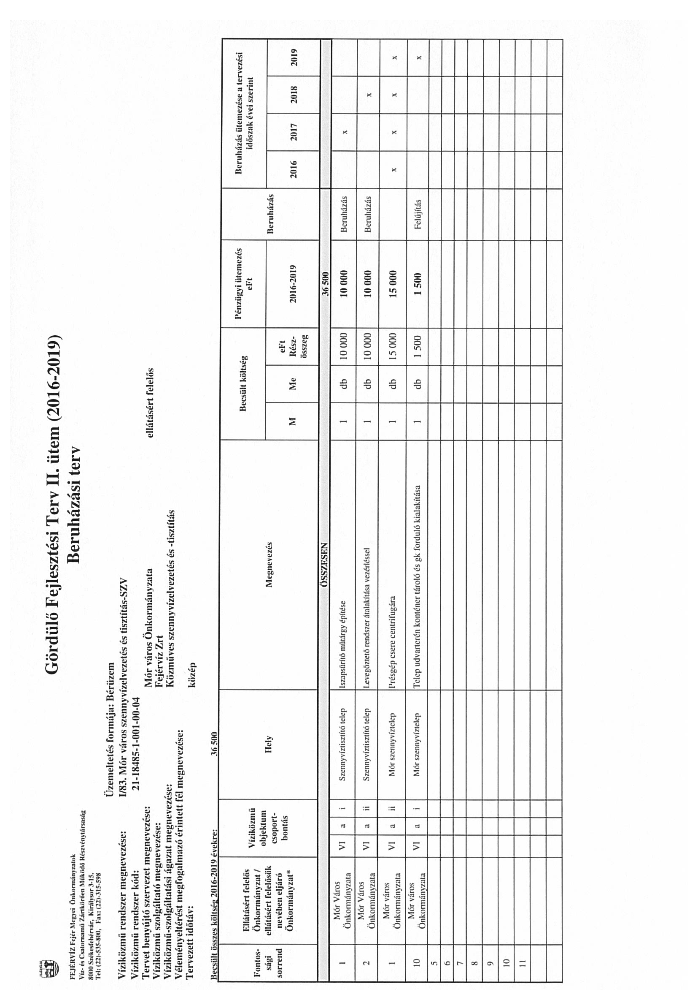 FEJÉRVÍZ Fejér Megyei Önkormányzatok
Víz- és Csatornamű Zártkörűen Működő Részvénytársaság
8000 Székesfehérvár, Királysor 3-15.
Tel: (22)-535-800, Fax: (22)-315-598
Gördülő Fejlesztési Terv II. ütem (2016-2019)
Beruházási terv
Üzemeltetés formája: Bérüzem
Víziközmű rendszer megnevezése: I/83. Mór város szennyvízelvezetés és tisztítás-SZV
Víziközmű rendszer kód: 21-18485-1-001-00-04
Tervet benyújtó szervezet megnevezése: Mór város Önkormányzata ellátásért felelős
Víziközmű szolgáltató megnevezése: Fejérvíz Zrt
Víziközmű-szolgáltatási ágazat megnevezése: Közműves szennyvízelvezetés és -tisztítás
Véleményeltérést megfogalmazó érintett fél megnevezése:
Tervezett időtáv: közép
Becsült összes költség 2016-2019 évekre: 36 500
Fontos-
sági
sorrend
Ellátásért felelős
Önkormányzat /
ellátásért felelősök
nevében eljáró
Önkormányzat*
Víziközmű
objektum
csoport-
bontás
Hely
Megnevezés
Becsült költség
M
Me
eFt
Rész-
összeg
Pénzügyi ütemezés
eFt
2016-2019
Beruházás
Beruházás ütemezése a tervezési
időszak évei szerint
2016 2017 2018 2019
ÖSSZESEN 36 500
1 Mór Város
Önkormányzata VI a i Szennyvíztisztító telep Iszapsűrítő műtárgy építése 1 db 10 000 10 000 Beruházás x
2 Mór Város
Önkormányzata VI a ii Szennyvíztisztító telep Levegőztető rendszer átalakítása vezérléssel 1 db 10 000 10 000 Beruházás x
1 Mór város
Önkormányzata VI a ii Mór szennyvíztelep Présgép csere centrifugára 1 db 15 000 15 000 x x x x
10 Mór város
Önkormányzata VI a i Mór szennyvíztelep Telep udvarterén konténer tároló és gk forduló kialakítása 1 db 1 500 1 500 Felújítás x
5
6
7
8
9
10
11